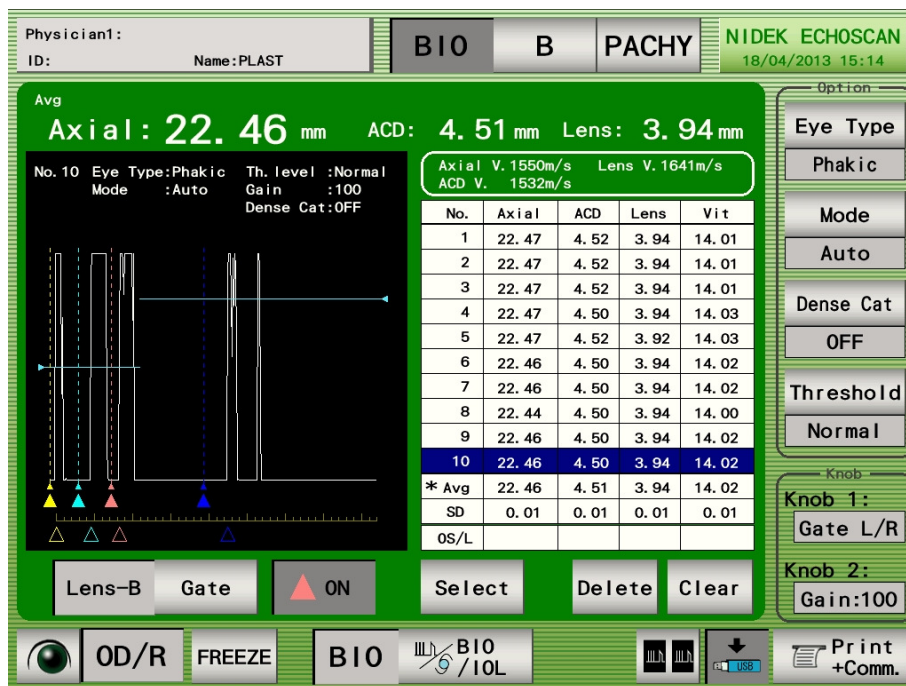 Physician1:
ID: Name:PLAST
BIO B PACHY
NIDEK ECHOSCAN
18/04/2013 15:14
Avg
Axial: 22.46 mm ACD: 4.51 mm Lens: 3.94 mm
No.10 Eye Type:Phakic Th.level :Normal
Mode :Auto Gain :100
Dense Cat:OFF
Axial V.1550m/s Lens V.1641m/s
ACD V. 1532m/s
No. Axial ACD Lens Vit
1 22.47 4.52 3.94 14.01
2 22.47 4.52 3.94 14.01
3 22.47 4.52 3.94 14.01
4 22.47 4.50 3.94 14.03
5 22.47 4.52 3.92 14.03
6 22.46 4.50 3.94 14.02
7 22.46 4.50 3.94 14.02
8 22.44 4.50 3.94 14.00
9 22.46 4.50 3.94 14.02
10 22.46 4.50 3.94 14.02
* Avg 22.46 4.51 3.94 14.02
SD 0.01 0.01 0.01 0.01
OS/L
Lens-B Gate ON Select Delete Clear
Option
Eye Type
Phakic
Mode
Auto
Dense Cat
OFF
Threshold
Normal
Knob
Knob 1:
Gate L/R
Knob 2:
Gain:100
OD/R FREEZE BIO BIO
/IOL
USB
Print
+Comm.